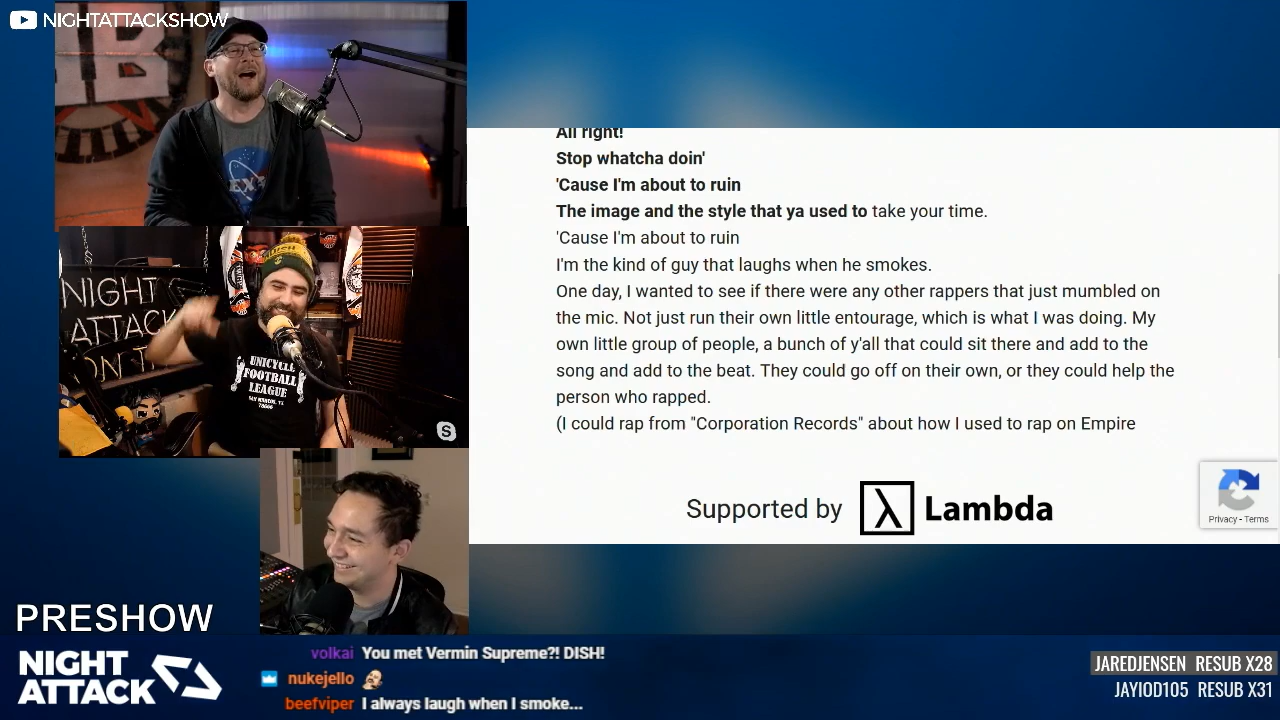 NIGHTATTACKSHOW
NIGHT
ATTACK
UNICYCLE
FOOTBALL
LEAGUE
SAN MARCOS, TX
All right!
Stop whatcha doin'
'Cause I'm about to ruin
The image and the style that ya used to take your time.
'Cause I'm about to ruin
I'm the kind of guy that laughs when he smokes.
One day, I wanted to see if there were any other rappers that just mumbled on
the mic. Not just run their own little entourage, which is what I was doing. My
own little group of people, a bunch of y'all that could sit there and add to the
song and add to the beat. They could go off on their own, or they could help the
person who rapped.
(I could rap from "Corporation Records" about how I used to rap on Empire
Supported by λ Lambda
Privacy - Terms
PRESHOW
NIGHT
ATTACK
volkai You met Vermin Supreme?! DISH!
nukejello
beefviper I always laugh when I smoke...
JAREDJENSEN RESUB X28
JAYIOD105 RESUB X31